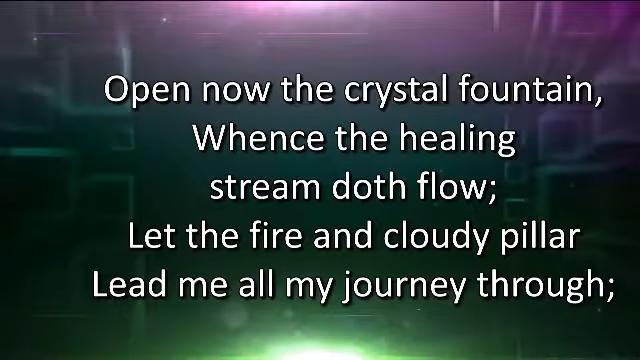 Open now the crystal fountain,
Whence the healing
stream doth flow;
Let the fire and cloudy pillar
Lead me all my journey through;